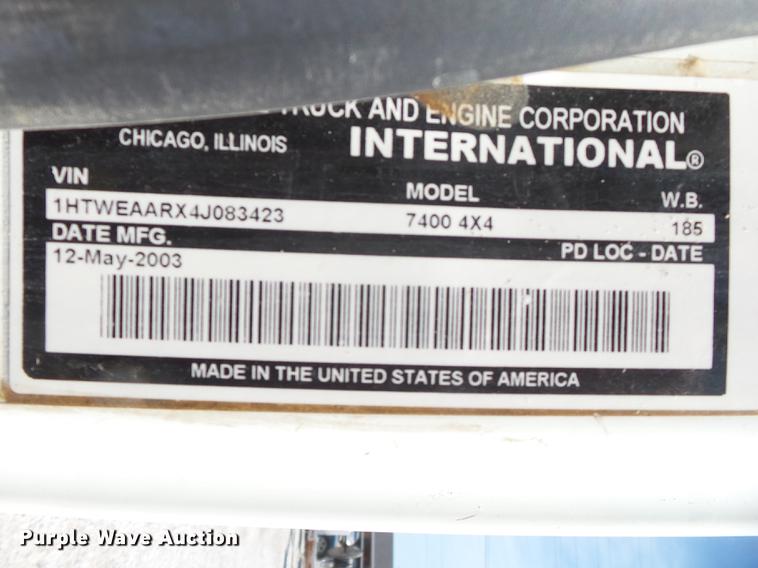 TRUCK AND ENGINE CORPORATION
CHICAGO, ILLINOIS
INTERNATIONAL®
VIN MODEL W.B.
1HTWEAARX4J083423 7400 4X4 185
DATE MFG. PD LOC - DATE
12-May-2003
MADE IN THE UNITED STATES OF AMERICA
Purple Wave Auction